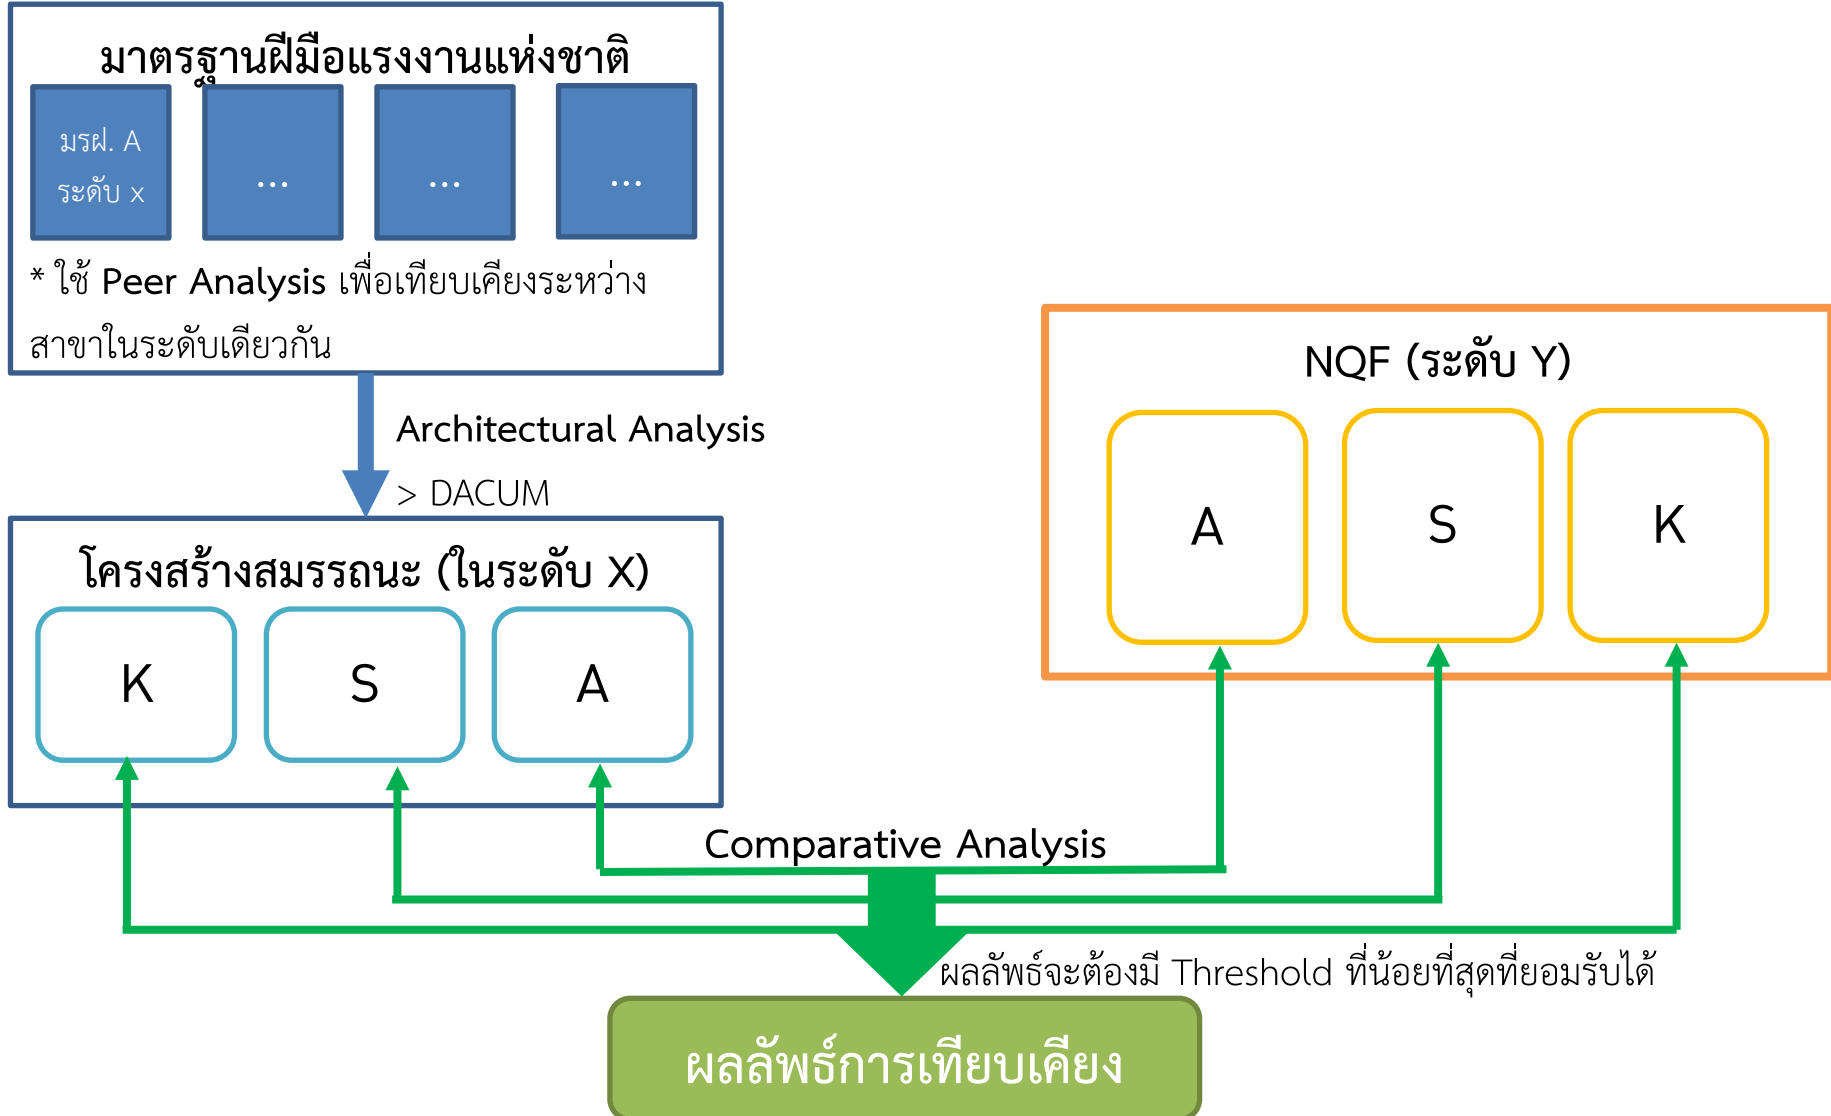 มาตรฐานฝีมือแรงงานแห่งชาติ
มรฝ. A
ระดับ x
...
...
...
* ใช้ Peer Analysis เพื่อเทียบเคียงระหว่าง
สาขาในระดับเดียวกัน
Architectural Analysis
> DACUM
โครงสร้างสมรรถนะ (ในระดับ X)
K
S
A
NQF (ระดับ Y)
A
S
K
Comparative Analysis
ผลลัพธ์จะต้องมี Threshold ที่น้อยที่สุดที่ยอมรับได้
ผลลัพธ์การเทียบเคียง